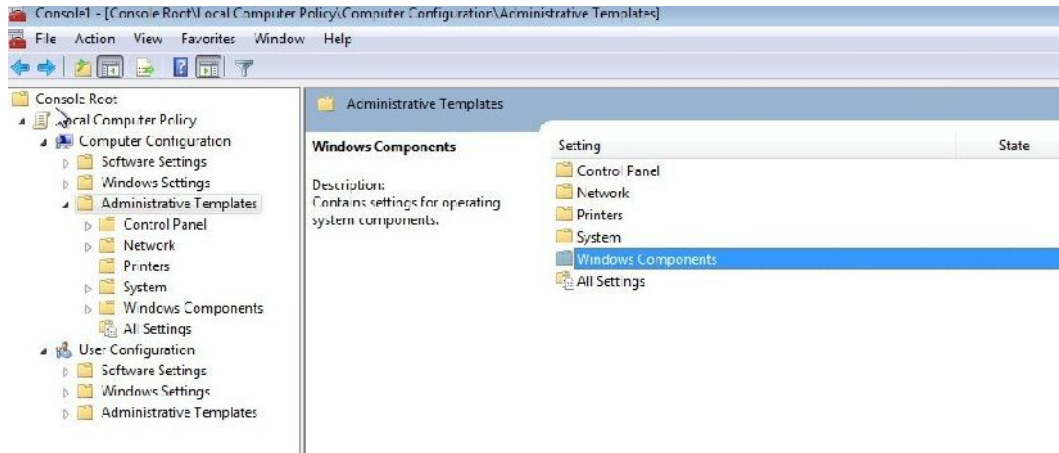 Console1 - [Console Root\Local Computer Policy\Computer Configuration\Administrative Templates]
File Action View Favorites Window Help
Console Root
Local Computer Policy
Computer Configuration
Software Settings
Windows Settings
Administrative Templates
Control Panel
Network
Printers
System
Windows Components
All Settings
User Configuration
Software Settings
Windows Settings
Administrative Templates
Administrative Templates
Windows Components
Description:
Contains settings for operating
system components.
Setting State
Control Panel
Network
Printers
System
Windows Components
All Settings